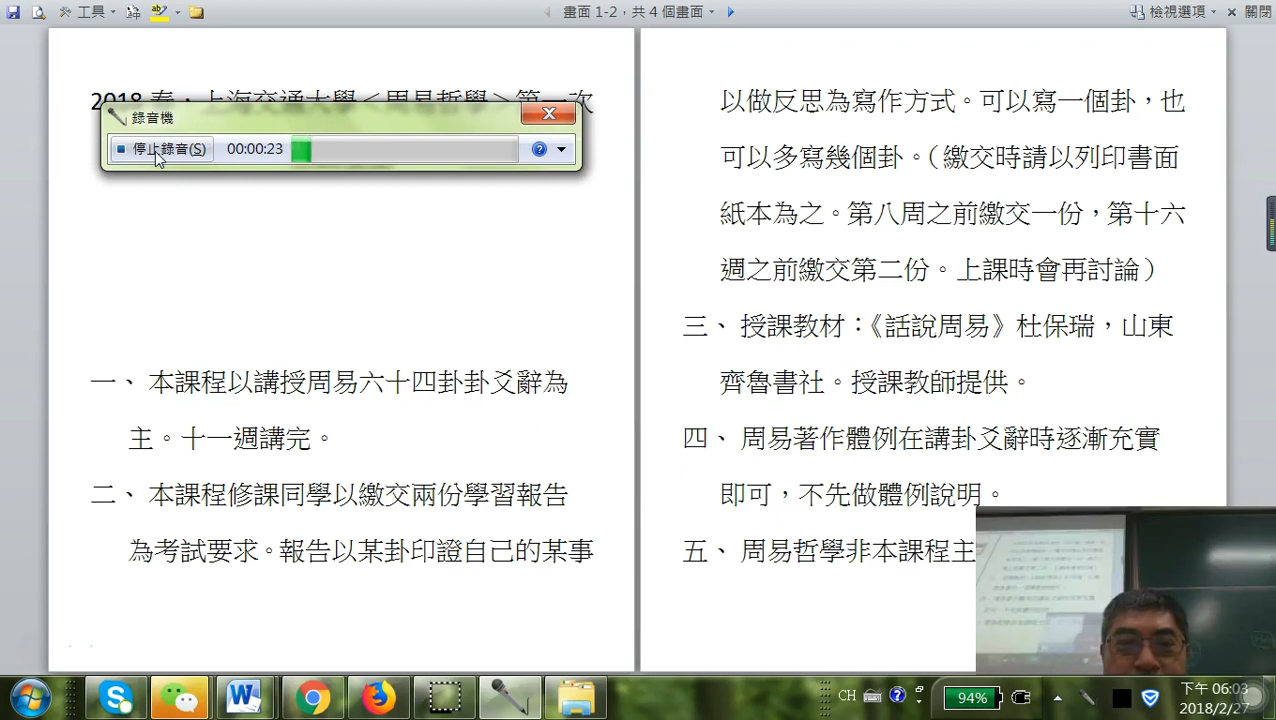 工具
畫面 1-2，共 4 個畫面
檢視選項
關閉
2018 春，上海交通大學＜周易哲學＞第一次
錄音機
停止錄音(S)
00:00:23
一、 本課程以講授周易六十四卦卦爻辭為
主。十一週講完。
二、 本課程修課同學以繳交兩份學習報告
為考試要求。報告以某卦印證自己的某事
以做反思為寫作方式。可以寫一個卦，也
可以多寫幾個卦。（繳交時請以列印書面
紙本為之。第八周之前繳交一份，第十六
週之前繳交第二份。上課時會再討論）
三、 授課教材：《話說周易》杜保瑞，山東
齊魯書社。授課教師提供。
四、 周易著作體例在講卦爻辭時逐漸充實
即可，不先做體例說明。
五、 周易哲學非本課程主
CH
94%
下午 06:03
2018/2/27